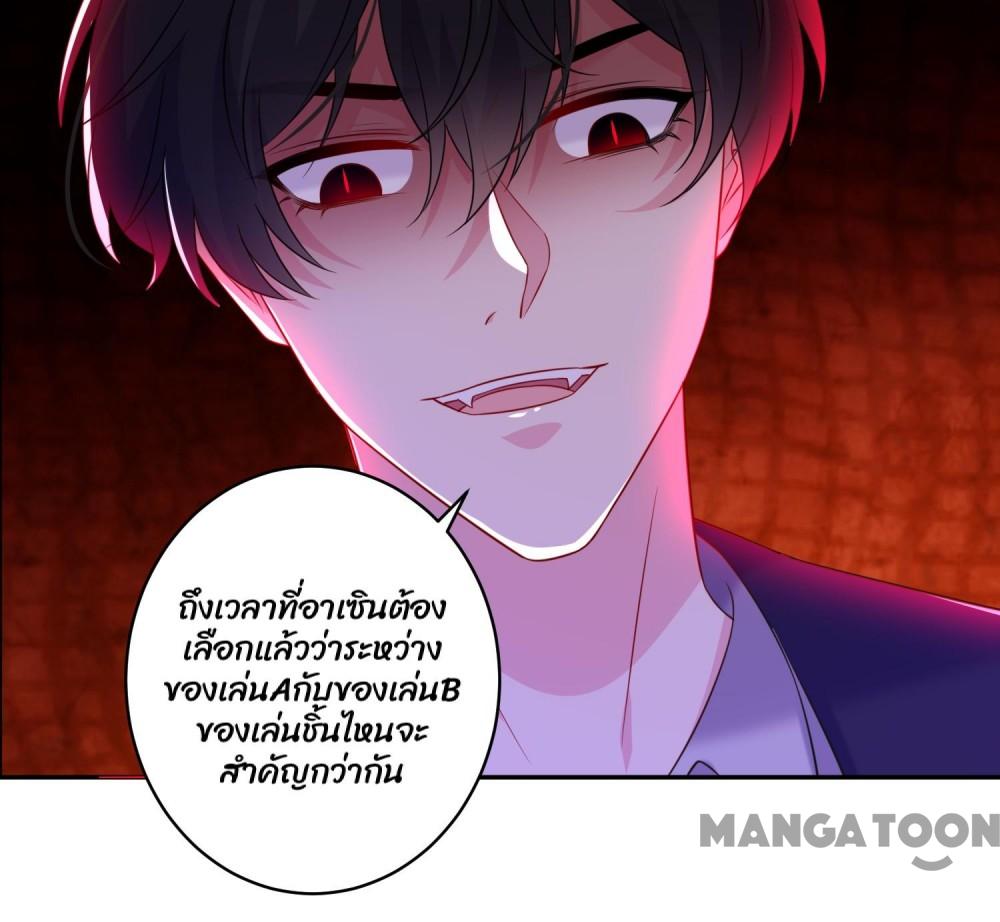 ถึงเวลาที่อาเซินต้อง
เลือกแล้วว่าระหว่าง
ของเล่นAกับของเล่นB
ของเล่นชิ้นไหนจะ
สำคัญกว่ากัน
MANGATOON